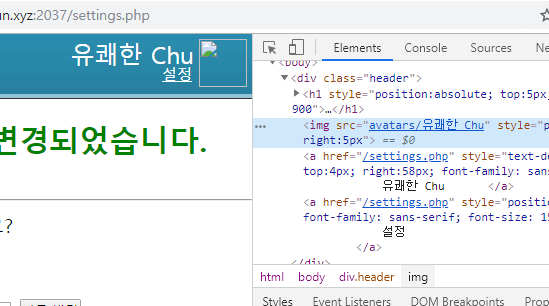 un.xyz:2037/settings.php
유쾌한 Chu
설정
변경되었습니다.
?
Elements Console Sources
<body>
<div class="header">
<h1 style="position:absolute; top:5px;
900">…</h1>
<img src="avatars/유쾌한 Chu" style="p
right:5px"> == $0
<a href="/settings.php" style="text-de
top:4px; right:58px; font-family: san
유쾌한 Chu </a>
<a href="/settings.php" style="positio
font-family: sans-serif; font-size: 15
설정
</a>
</div>
html body div.header img
Styles Event Listeners DOM Breakpoints P